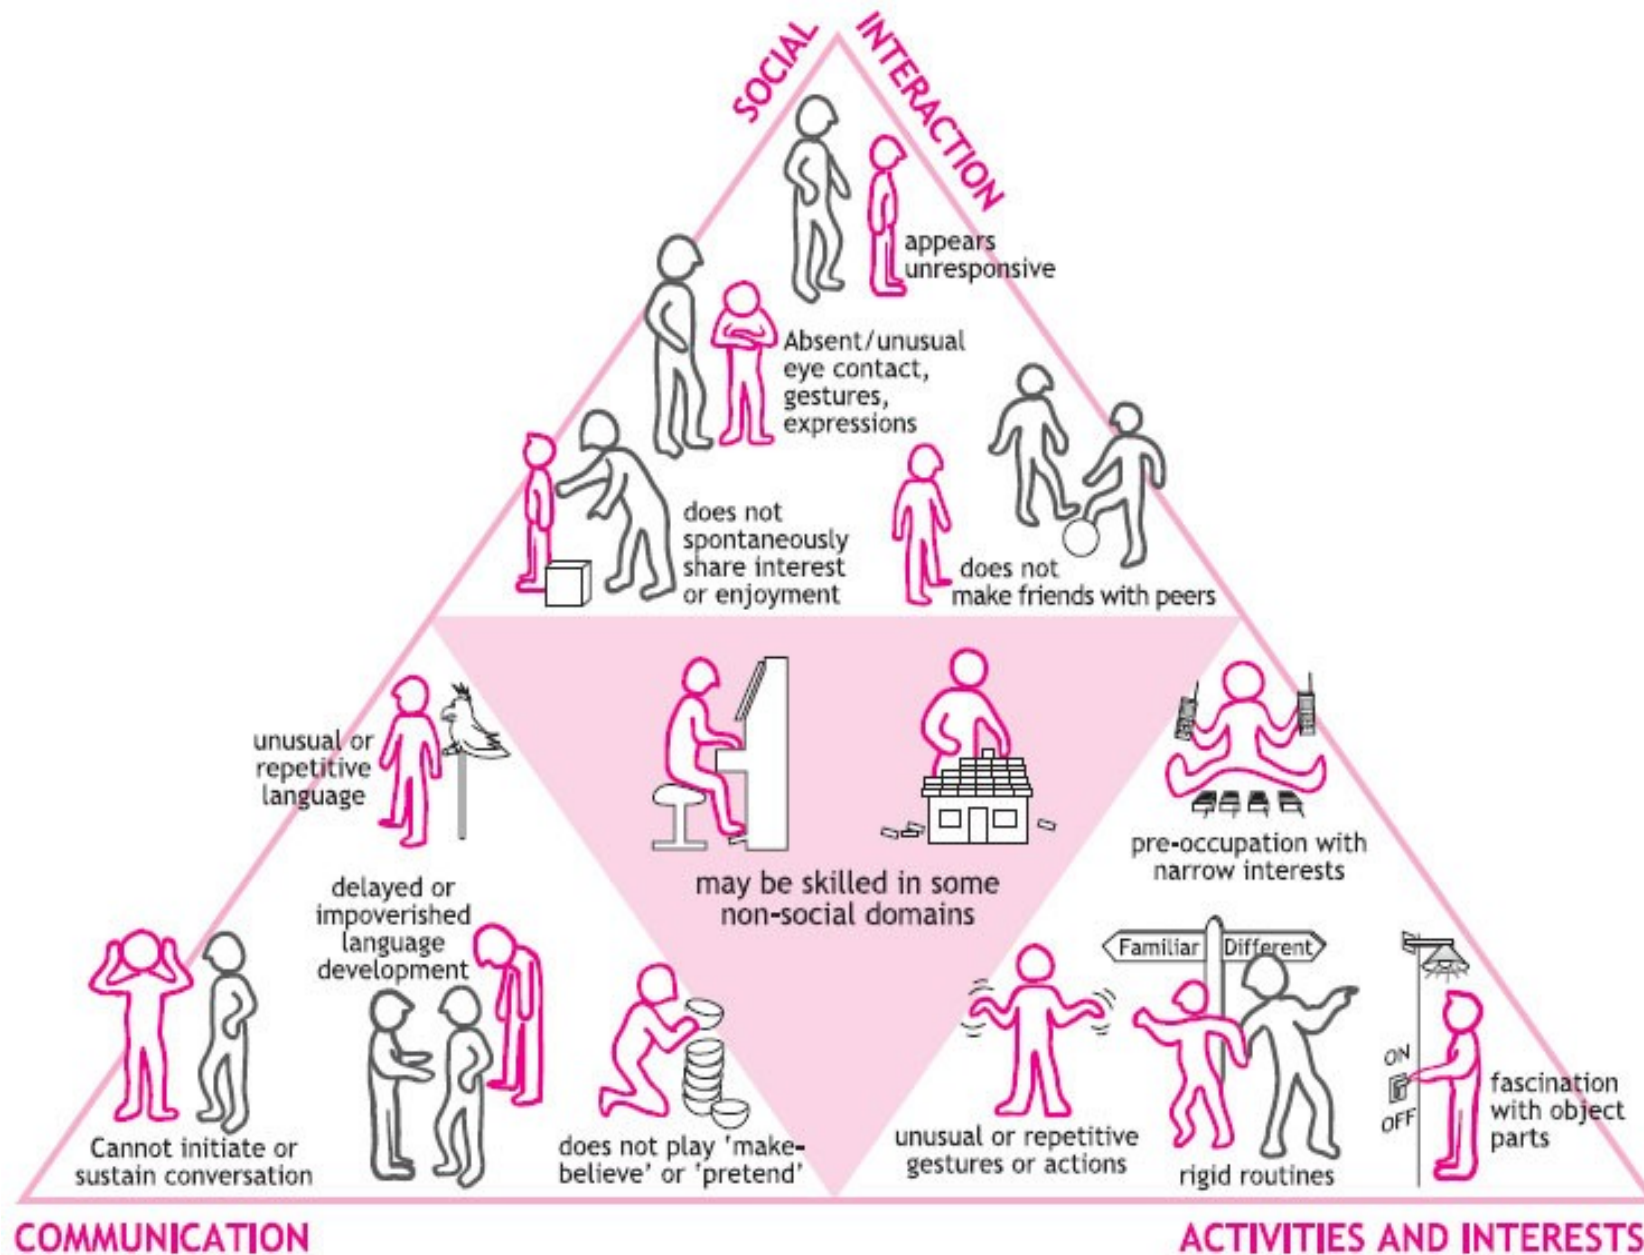 SOCIAL
INTERACTION
appears
unresponsive
Absent/unusual
eye contact,
gestures,
expressions
does not
spontaneously
share interest
or enjoyment
does not
make friends with peers
unusual or
repetitive
language
may be skilled in some
non-social domains
pre-occupation with
narrow interests
delayed or
impoverished
language
development
Cannot initiate or
sustain conversation
does not play 'make-
believe' or 'pretend'
unusual or repetitive
gestures or actions
Familiar
Different
rigid routines
ON
OFF
fascination
with object
parts
COMMUNICATION
ACTIVITIES AND INTERESTS